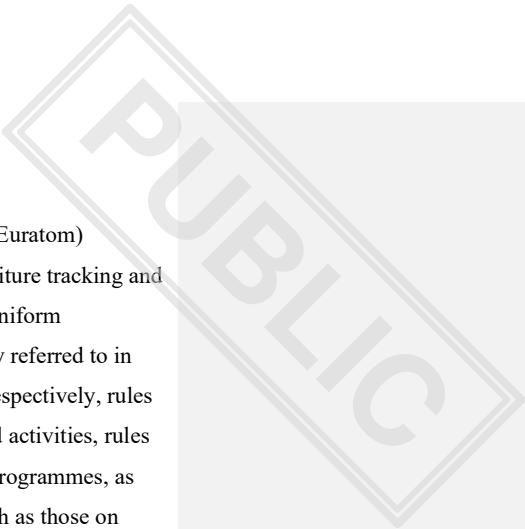 Euratom)
iture tracking and
niform
y referred to in
espectively, rules
d activities, rules
rogrammes, as
h as those on
PUBLIC